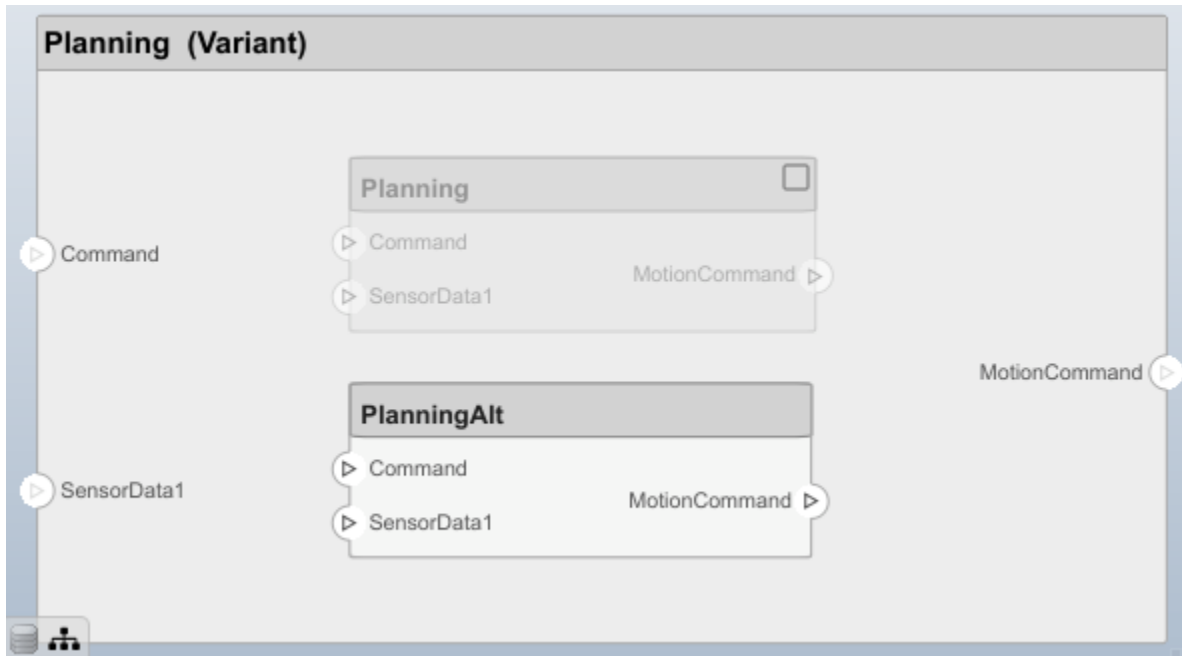 Planning (Variant)
Planning
Command
Command
MotionCommand
SensorData1
MotionCommand
PlanningAlt
Command
SensorData1
MotionCommand
SensorData1